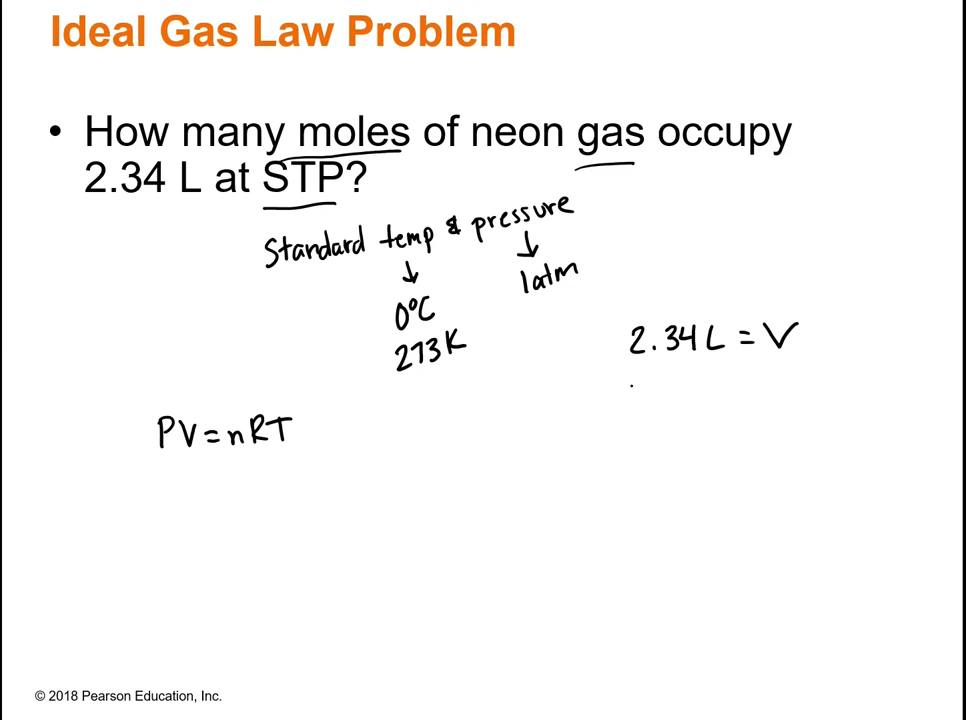 Ideal Gas Law Problem
• How many moles of neon gas occupy
2.34 L at STP?
Standard temp & pressure
↓ ↓
0°C 1atm
273K
2.34 L = V
PV=nRT
© 2018 Pearson Education, Inc.